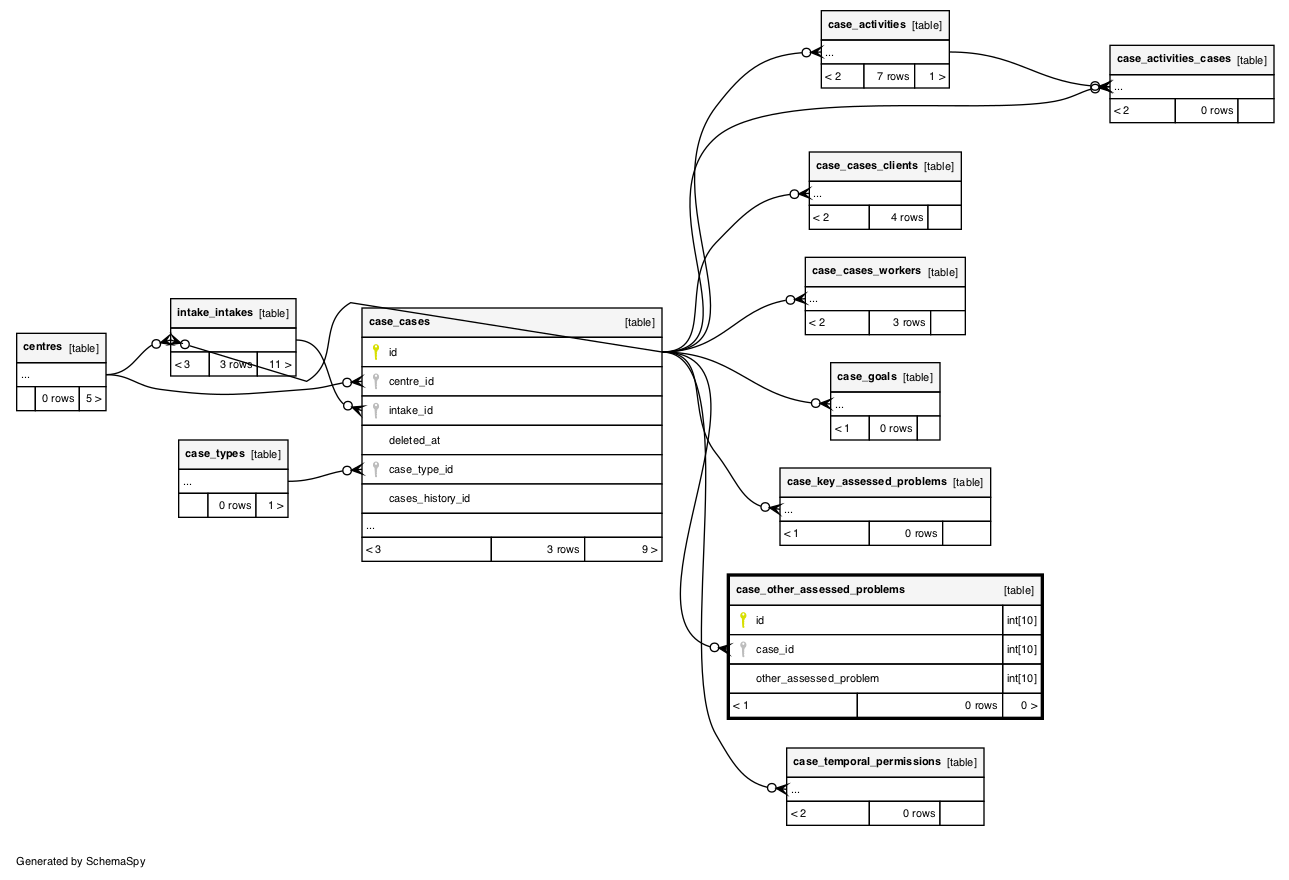 case_activities [table]
...
< 2 7 rows 1 >
case_activities_cases [table]
...
< 2 0 rows
case_cases_clients [table]
...
< 2 4 rows
case_cases_workers [table]
...
< 2 3 rows
intake_intakes [table]
< 3 3 rows 11 >
centres [table]
...
0 rows 5 >
case_types [table]
...
0 rows 1 >
case_cases [table]
id
centre_id
intake_id
deleted_at
case_type_id
cases_history_id
...
< 3 3 rows 9 >
case_goals [table]
...
< 1 0 rows
case_key_assessed_problems [table]
...
< 1 0 rows
case_other_assessed_problems [table]
id int[10]
case_id int[10]
other_assessed_problem int[10]
< 1 0 rows 0 >
case_temporal_permissions [table]
...
< 2 0 rows
Generated by SchemaSpy